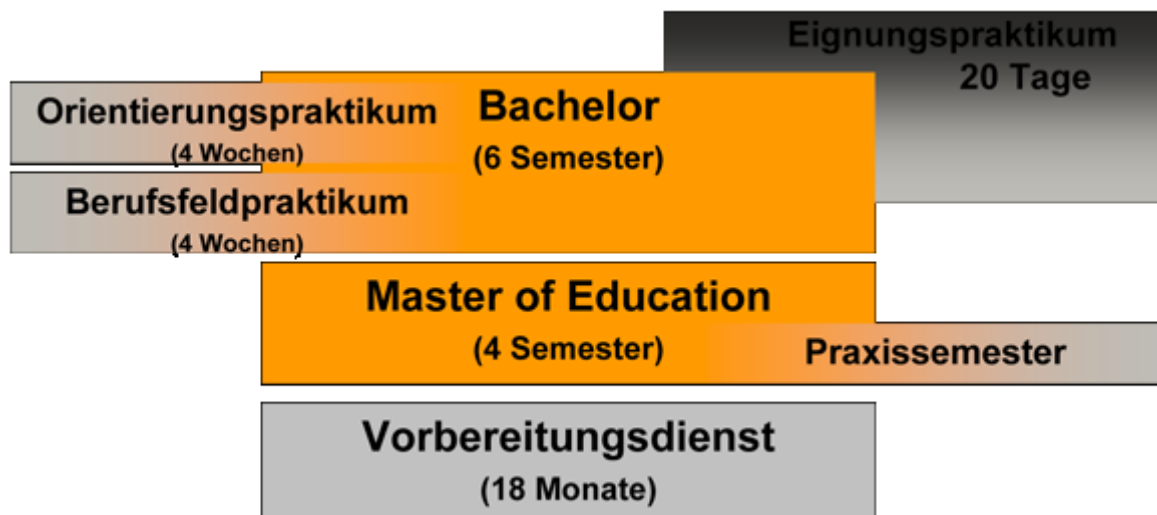 Eignungspraktikum
20 Tage
Bachelor
(6 Semester)
Orientierungspraktikum
(4 Wochen)
Berufsfeldpraktikum
(4 Wochen)
Master of Education
(4 Semester)
Praxissemester
Vorbereitungsdienst
(18 Monate)